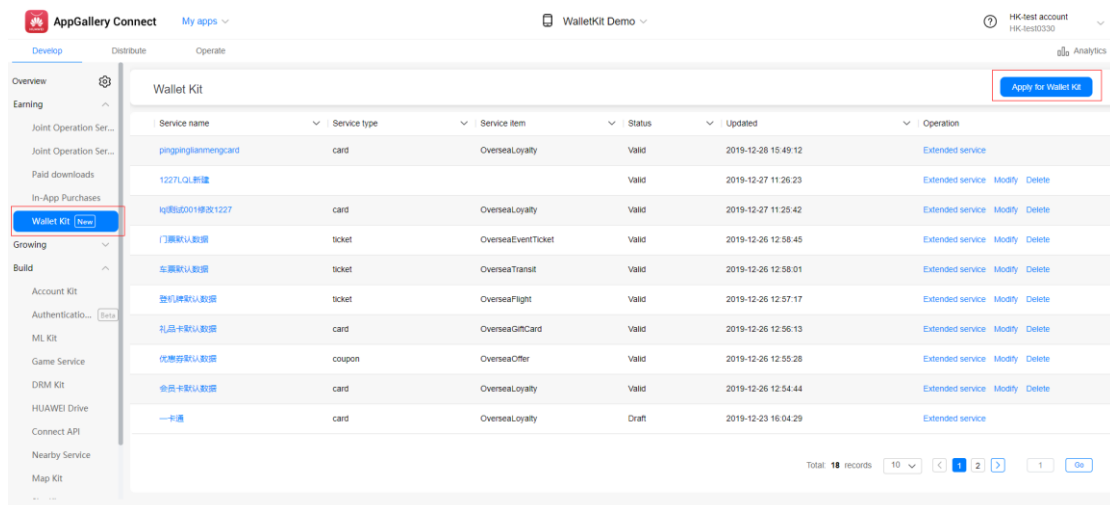 AppGallery Connect My apps WalletKit Demo HK-test account
HK-test0330
Develop Distribute Operate Analytics
Overview
Earning
Joint Operation Ser...
Joint Operation Ser...
Paid downloads
In-App Purchases
Wallet Kit New
Growing
Build
Account Kit
Authenticatio... Beta
ML Kit
Game Service
DRM Kit
HUAWEI Drive
Connect API
Nearby Service
Map Kit
Wallet Kit Apply for Wallet Kit
Service name Service type Service item Status Updated Operation
pingpinglianmengcard card OverseaLoyalty Valid 2019-12-28 15:49:12 Extended service
1227LQL新建 Valid 2019-12-27 11:26:23 Extended service Modify Delete
lql测试001修改1227 card OverseaLoyalty Valid 2019-12-27 11:25:42 Extended service Modify Delete
门票默认数据 ticket OverseaEventTicket Valid 2019-12-26 12:58:45 Extended service Modify Delete
车票默认数据 ticket OverseaTransit Valid 2019-12-26 12:58:01 Extended service Modify Delete
登机牌默认数据 ticket OverseaFlight Valid 2019-12-26 12:57:17 Extended service Modify Delete
礼品卡默认数据 card OverseaGiftCard Valid 2019-12-26 12:56:13 Extended service Modify Delete
优惠券默认数据 coupon OverseaOffer Valid 2019-12-26 12:55:28 Extended service Modify Delete
会员卡默认数据 card OverseaLoyalty Valid 2019-12-26 12:54:44 Extended service Modify Delete
一卡通 card OverseaLoyalty Draft 2019-12-23 16:04:29 Extended service
Total: 18 records 10 < 1 2 > 1 Go